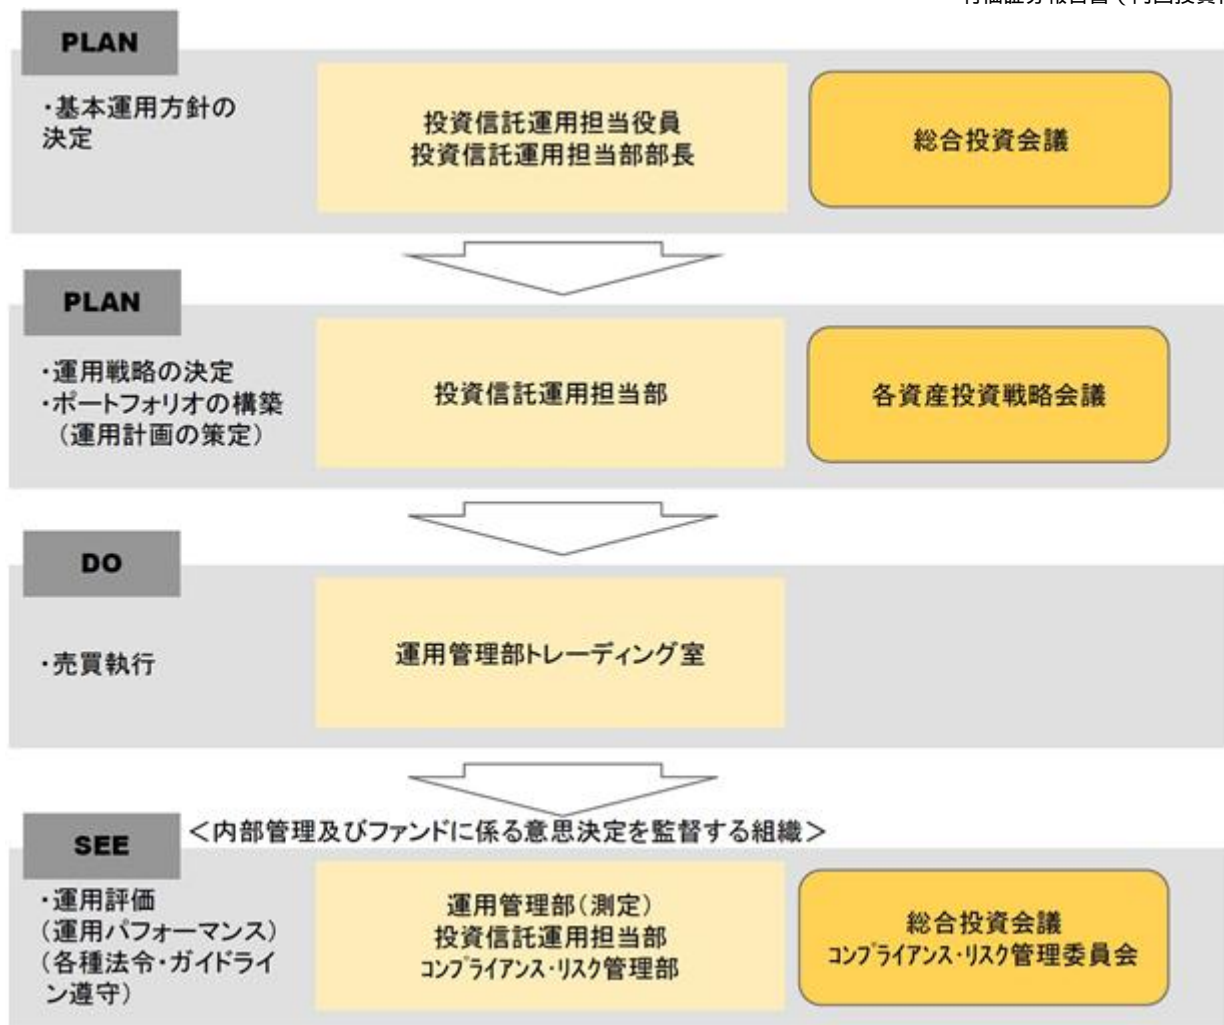 PLAN
・基本運用方針の
決定
投資信託運用担当役員
投資信託運用担当部部長
総合投資会議
PLAN
・運用戦略の決定
・ポートフォリオの構築
(運用計画の策定)
投資信託運用担当部
各資産投資戦略会議
DO
・売買執行
運用管理部トレーディング室
SEE
<内部管理及びファンドに係る意思決定を監督する組織>
・運用評価
(運用パフォーマンス)
(各種法令・ガイドライ
ン遵守)
運用管理部(測定)
投資信託運用担当部
コンプライアンス・リスク管理部
総合投資会議
コンプライアンス・リスク管理委員会